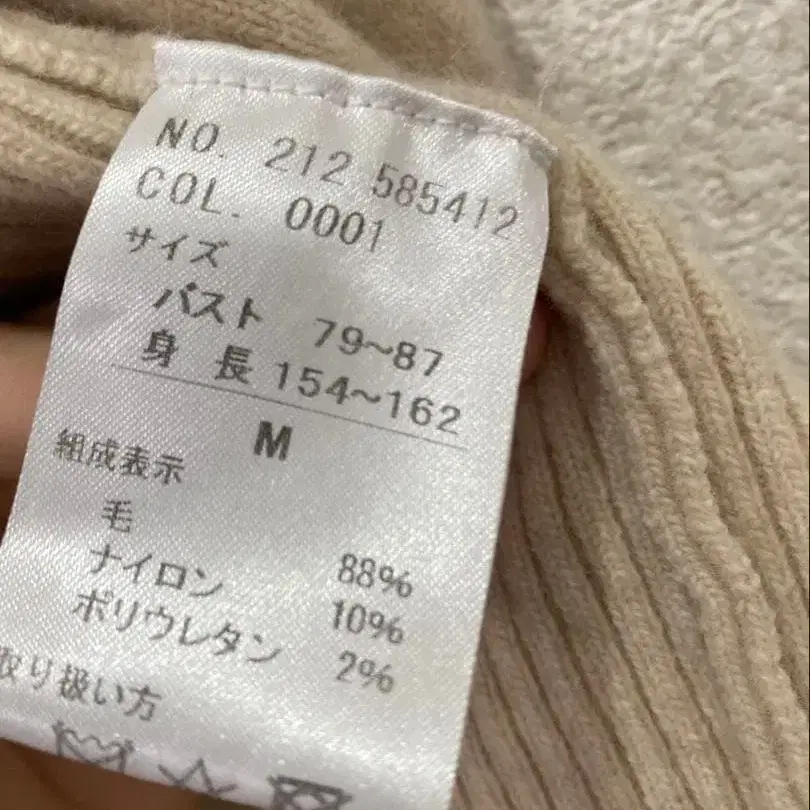 NO. 212 585412
COL. 0001
サイズ
バスト 79~87
身長 154~162
M
組成表示
毛 88%
ナイロン 10%
ポリウレタン 2%
取り扱い方